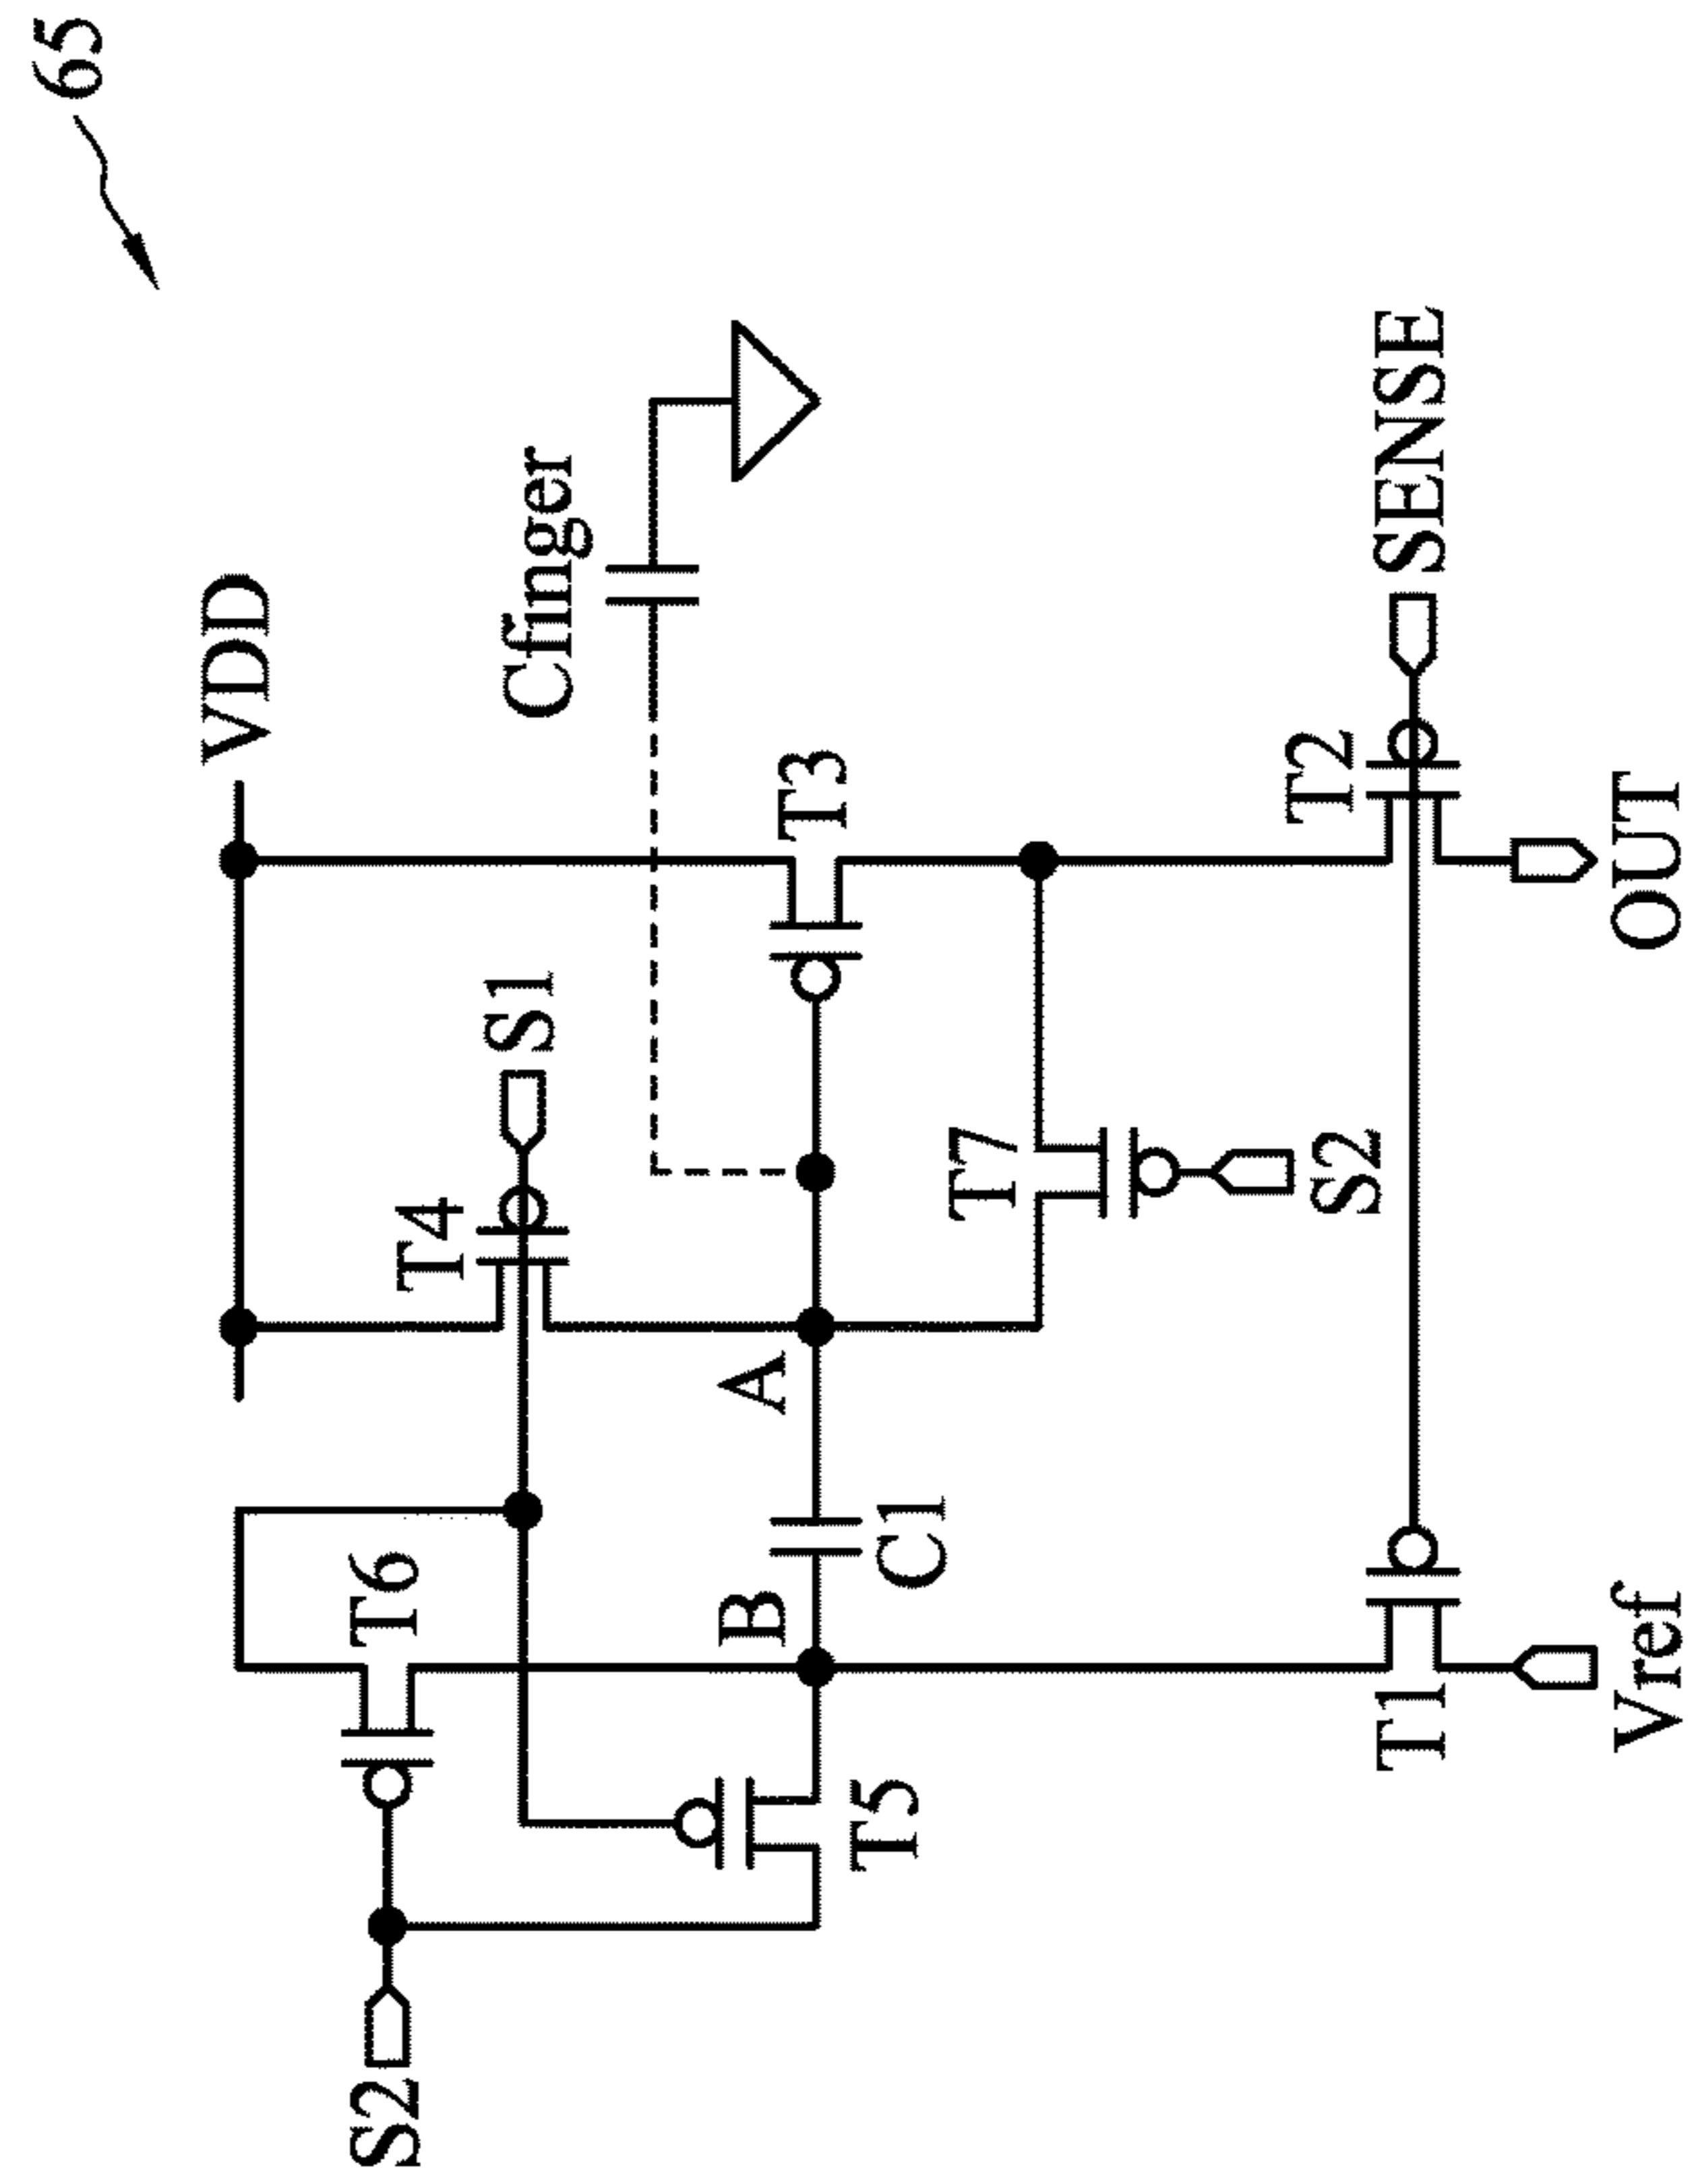 65
VDD
Cfinger
S1
T4
T3
T6
A
B
C1
T5
T7
S2
S2
T2
SENSE
T1
Vref
OUT